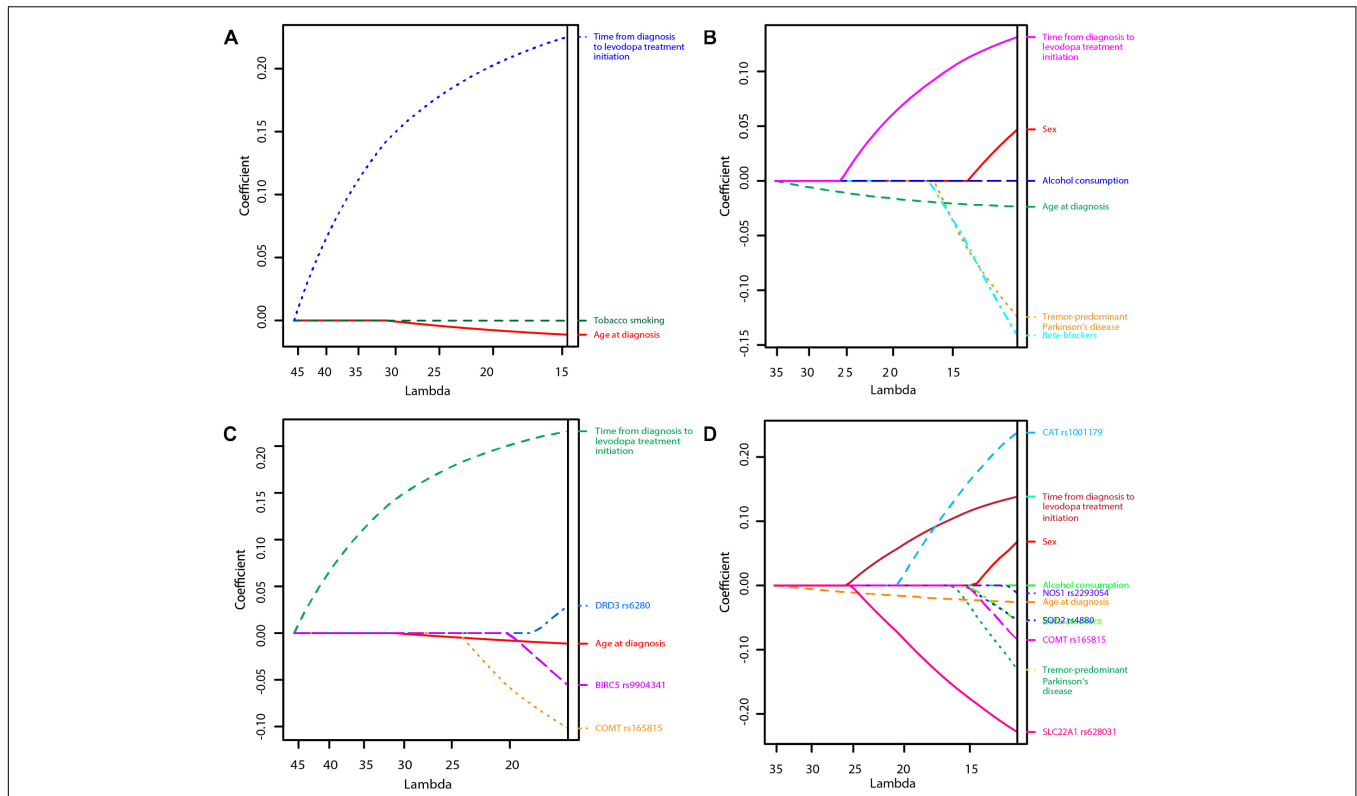 A
Coefficient
0.20
0.15
0.10
0.05
0.00
45 40 35 30 25 20 15
Lambda
Time from diagnosis
to levodopa treatment
initiation
Tobacco smoking
Age at diagnosis
B
Coefficient
0.10
0.05
0.00
-0.05
-0.10
-0.15
35 30 25 20 15
Lambda
Time from diagnosis to
levodopa treatment
initiation
Sex
Alcohol consumption
Age at diagnosis
Tremor-predominant
Parkinson's disease
Beta-blockers
C
Coefficient
0.20
0.15
0.10
0.05
0.00
-0.05
-0.10
45 40 35 30 25 20
Lambda
Time from diagnosis to
levodopa treatment
initiation
DRD3 rs6280
Age at diagnosis
BIRC5 rs9904341
COMT rs165815
D
Coefficient
0.20
0.10
0.00
-0.10
-0.20
35 30 25 20 15
Lambda
CAT rs1001179
Time from diagnosis to
levodopa treatment
initiation
Sex
Alcohol consumption
NOS1 rs2293054
Age at diagnosis
SOD2 rs4880
COMT rs165815
Tremor-predominant
Parkinson's
disease
SLC22A1 rs628031